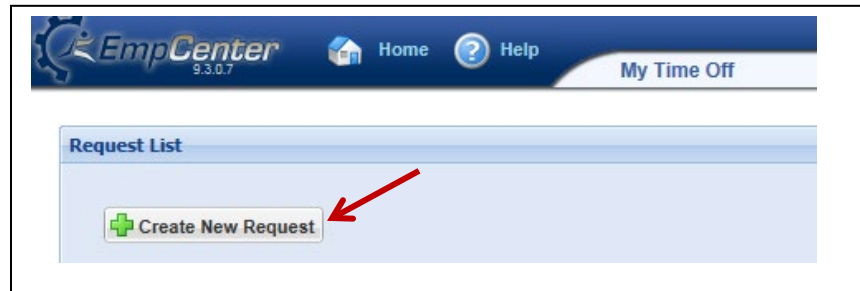 EmpCenter Home Help
9.3.0.7
My Time Off
Request List
Create New Request